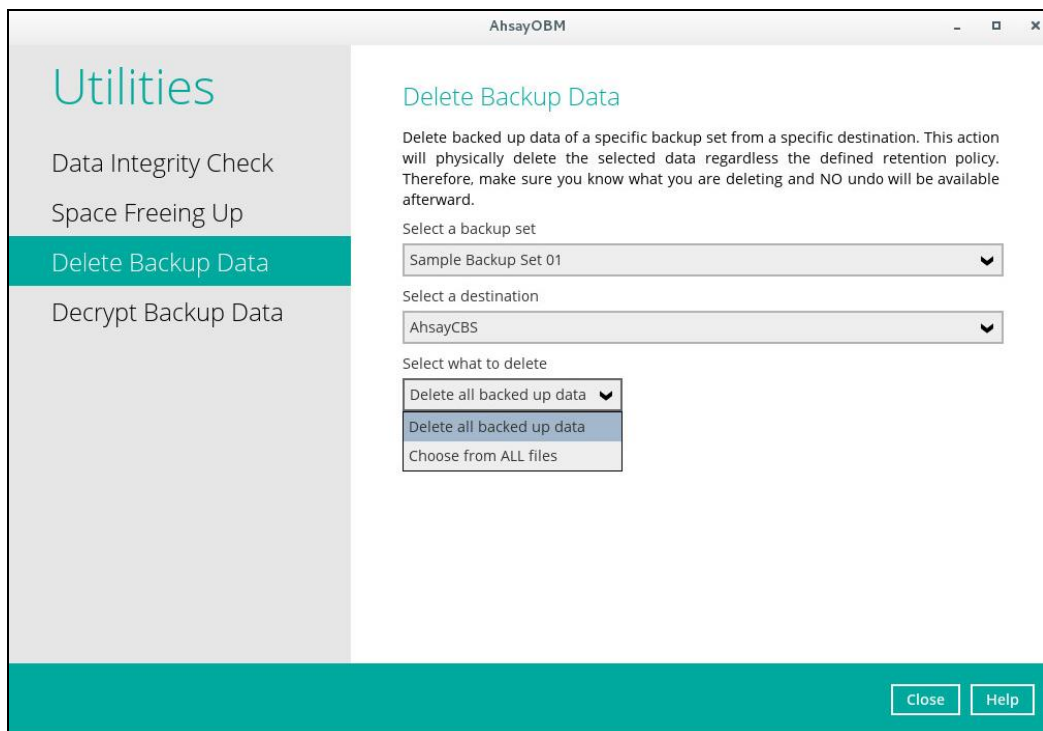 AhsayOBM
Utilities
Data Integrity Check
Space Freeing Up
Delete Backup Data
Decrypt Backup Data
Delete Backup Data
Delete backed up data of a specific backup set from a specific destination. This action
will physically delete the selected data regardless the defined retention policy.
Therefore, make sure you know what you are deleting and NO undo will be available
afterward.
Select a backup set
Sample Backup Set 01
Select a destination
AhsayCBS
Select what to delete
Delete all backed up data
Delete all backed up data
Choose from ALL files
Close
Help